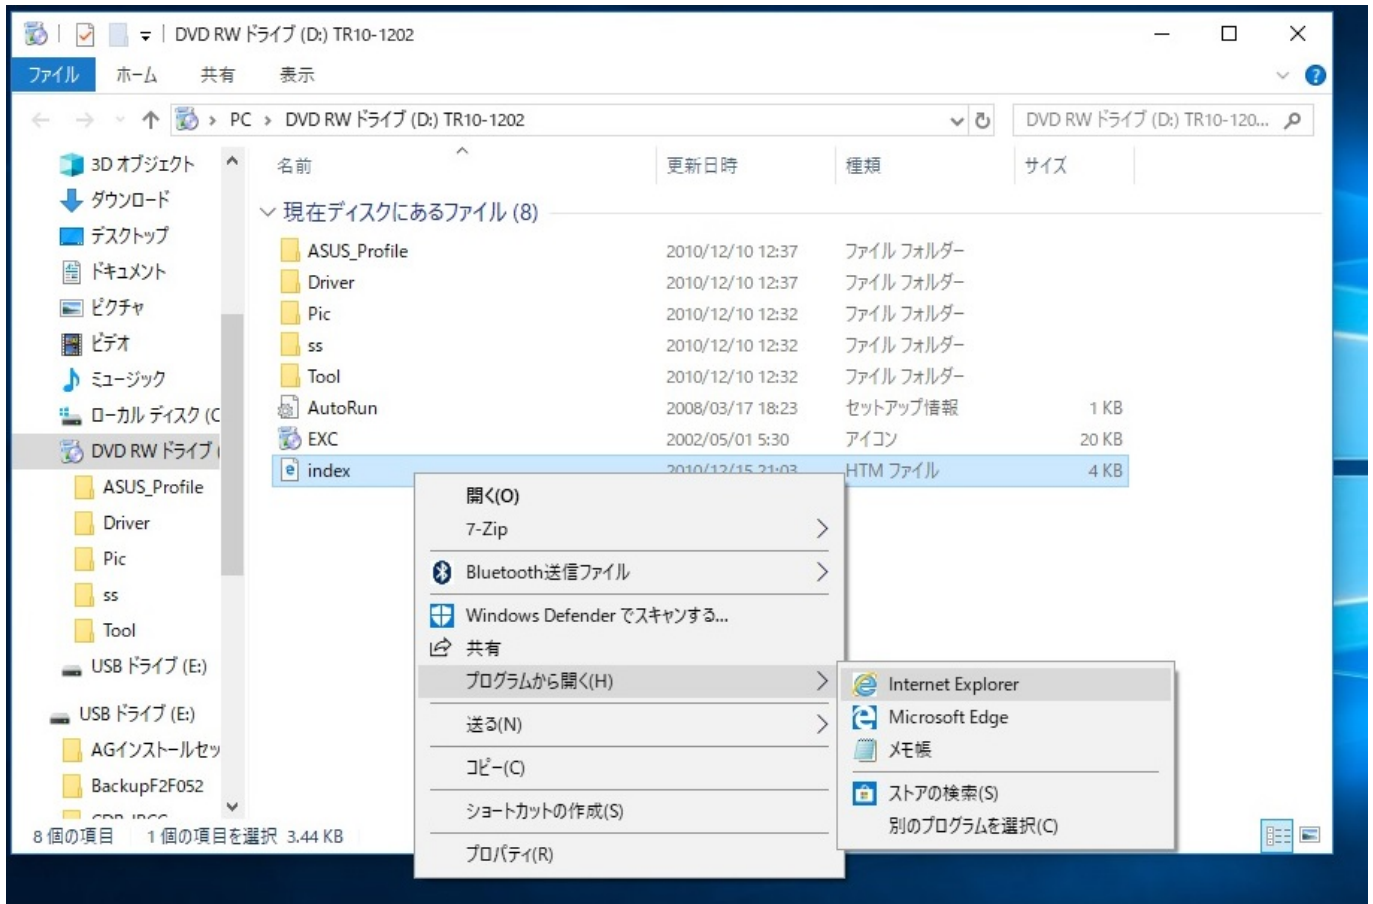 DVD RW ドライブ (D:) TR10-1202
ファイル ホーム 共有 表示
PC › DVD RW ドライブ (D:) TR10-1202
DVD RW ドライブ (D:) TR10-120...
3D オブジェクト
ダウンロード
デスクトップ
ドキュメント
ピクチャ
ビデオ
ミュージック
ローカル ディスク (C
DVD RW ドライブ (
ASUS_Profile
Driver
Pic
ss
Tool
USB ドライブ (E:)
USB ドライブ (E:)
AGインストールセッ
BackupF2F052
名前 更新日時 種類 サイズ
現在ディスクにあるファイル (8)
ASUS_Profile 2010/12/10 12:37 ファイル フォルダー
Driver 2010/12/10 12:37 ファイル フォルダー
Pic 2010/12/10 12:32 ファイル フォルダー
ss 2010/12/10 12:32 ファイル フォルダー
Tool 2010/12/10 12:32 ファイル フォルダー
AutoRun 2008/03/17 18:23 セットアップ情報 1 KB
EXC 2002/05/01 5:30 アイコン 20 KB
index 2010/12/15 21:03 HTM ファイル 4 KB
開く(O)
7-Zip
Bluetooth送信ファイル
Windows Defender でスキャンする...
共有
プログラムから開く(H)
送る(N)
コピー(C)
ショートカットの作成(S)
プロパティ(R)
Internet Explorer
Microsoft Edge
メモ帳
ストアの検索(S)
別のプログラムを選択(C)
8 個の項目 1 個の項目を選択 3.44 KB